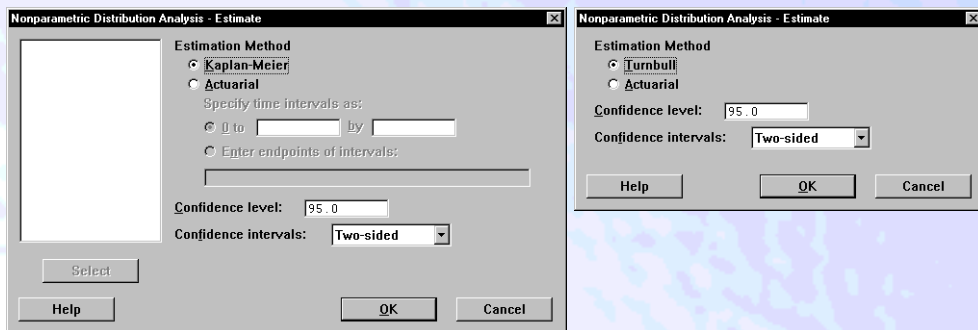 Nonparametric Distribution Analysis - Estimate
Estimation Method
Kaplan-Meier
Actuarial
Specify time intervals as:
0 to by
Enter endpoints of intervals:
Confidence level: 95.0
Confidence intervals: Two-sided
Select
Help OK Cancel
Nonparametric Distribution Analysis - Estimate
Estimation Method
Turnbull
Actuarial
Confidence level: 95.0
Confidence intervals: Two-sided
Help OK Cancel